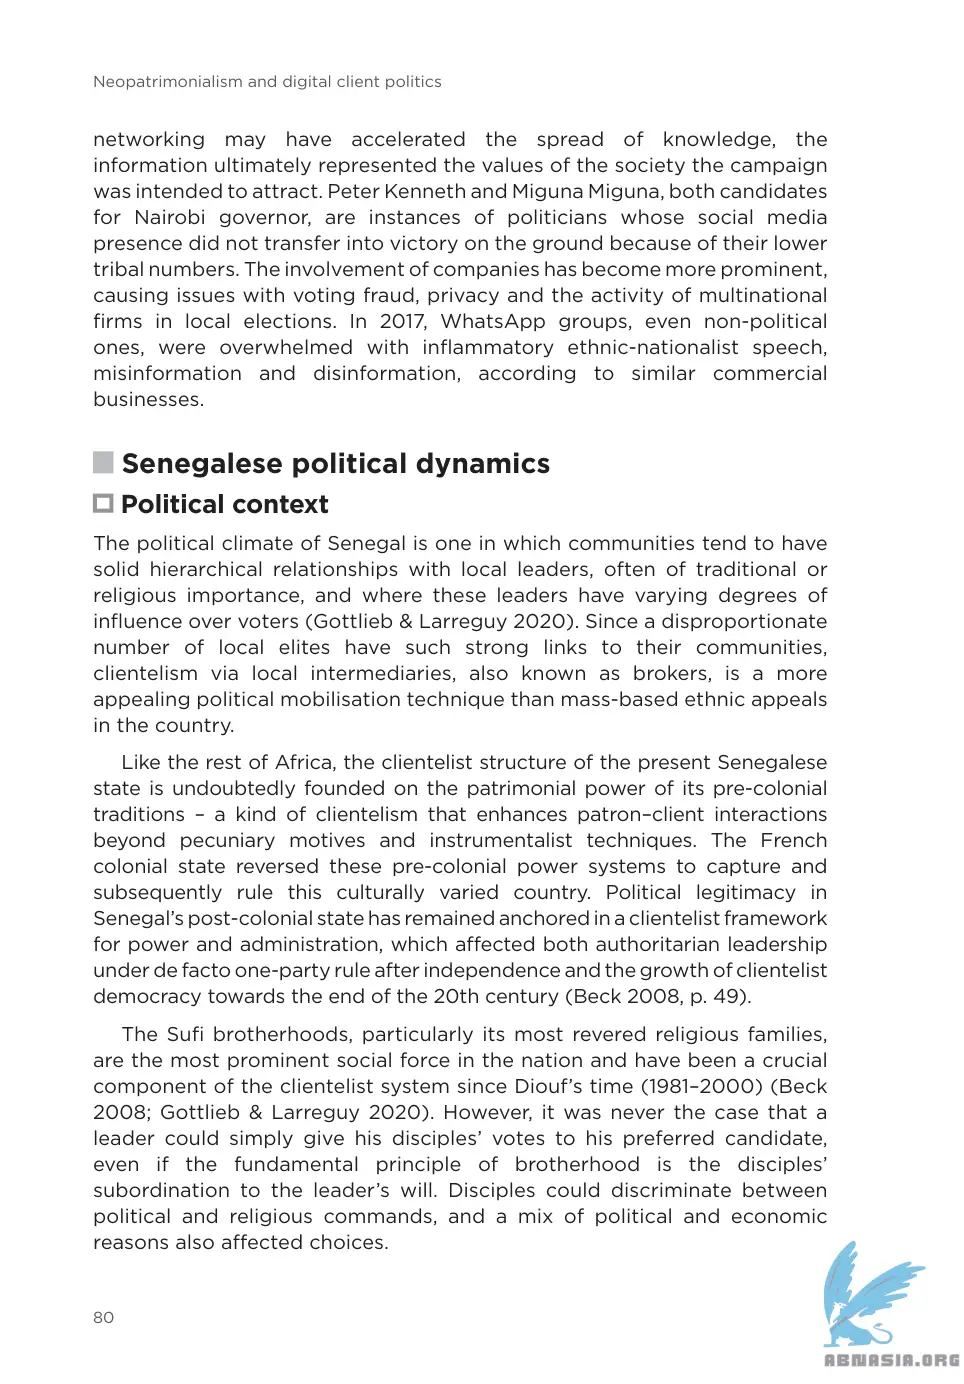 Neopatrimonialism and digital client politics
networking may have accelerated the spread of knowledge, the
information ultimately represented the values of the society the campaign
was intended to attract. Peter Kenneth and Miguna Miguna, both candidates
for Nairobi governor, are instances of politicians whose social media
presence did not transfer into victory on the ground because of their lower
tribal numbers. The involvement of companies has become more prominent,
causing issues with voting fraud, privacy and the activity of multinational
firms in local elections. In 2017, WhatsApp groups, even non-political
ones, were overwhelmed with inflammatory ethnic-nationalist speech,
misinformation and disinformation, according to similar commercial
businesses.
Senegalese political dynamics
Political context
The political climate of Senegal is one in which communities tend to have
solid hierarchical relationships with local leaders, often of traditional or
religious importance, and where these leaders have varying degrees of
influence over voters (Gottlieb & Larreguy 2020). Since a disproportionate
number of local elites have such strong links to their communities,
clientelism via local intermediaries, also known as brokers, is a more
appealing political mobilisation technique than mass-based ethnic appeals
in the country.
Like the rest of Africa, the clientelist structure of the present Senegalese
state is undoubtedly founded on the patrimonial power of its pre-colonial
traditions – a kind of clientelism that enhances patron–client interactions
beyond pecuniary motives and instrumentalist techniques. The French
colonial state reversed these pre-colonial power systems to capture and
subsequently rule this culturally varied country. Political legitimacy in
Senegal’s post-colonial state has remained anchored in a clientelist framework
for power and administration, which affected both authoritarian leadership
under de facto one-party rule after independence and the growth of clientelist
democracy towards the end of the 20th century (Beck 2008, p. 49).
The Sufi brotherhoods, particularly its most revered religious families,
are the most prominent social force in the nation and have been a crucial
component of the clientelist system since Diouf’s time (1981–2000) (Beck
2008; Gottlieb & Larreguy 2020). However, it was never the case that a
leader could simply give his disciples’ votes to his preferred candidate,
even if the fundamental principle of brotherhood is the disciples’
subordination to the leader’s will. Disciples could discriminate between
political and religious commands, and a mix of political and economic
reasons also affected choices.
80
ABNASIA.ORG